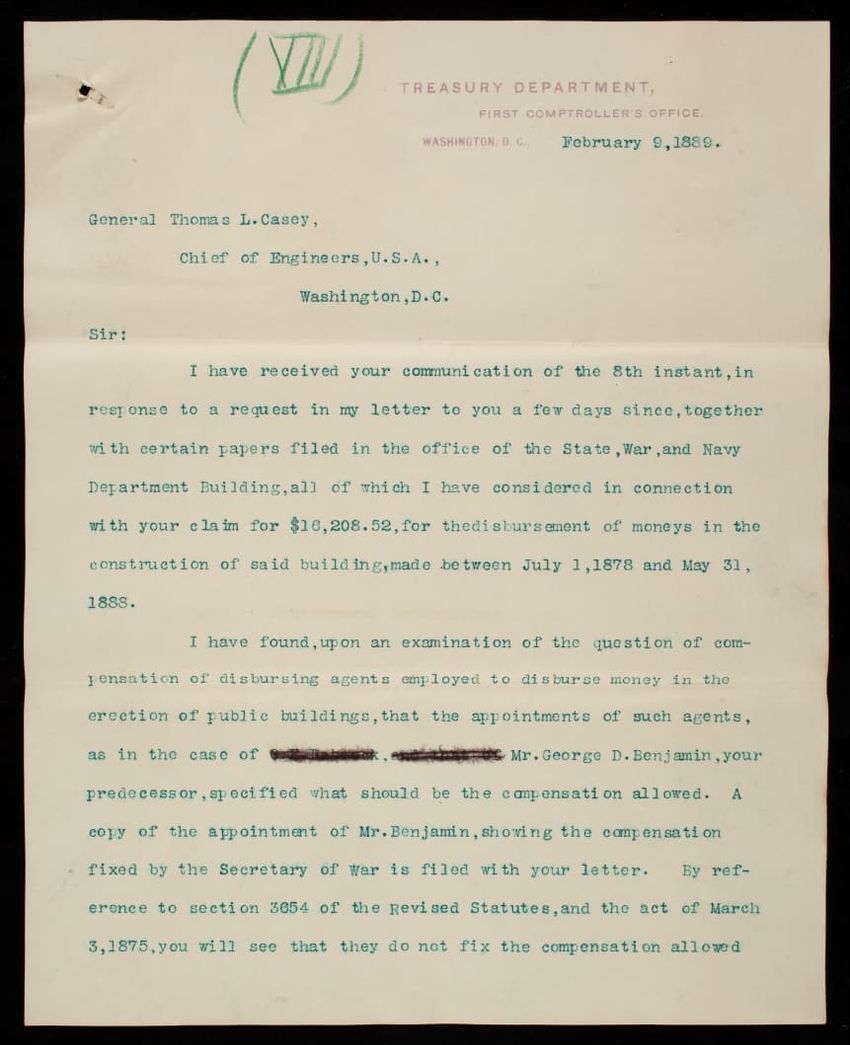 (VIII)
TREASURY DEPARTMENT,
FIRST COMPTROLLER'S OFFICE,
WASHINGTON, D. C., February 9,1889.
General Thomas L.Casey,
Chief of Engineers,U.S.A.,
Washington,D.C.
Sir:
I have received your communication of the 8th instant,in
response to a request in my letter to you a few days since,together
with certain papers filed in the office of the State,War,and Navy
Department Building,all of which I have considered in connection
with your claim for $16,208.52,for thedisbursement of moneys in the
construction of said building,made between July 1,1878 and May 31,
1888.
I have found,upon an examination of the question of com-
pensation of disbursing agents employed to disburse money in the
erection of public buildings,that the appointments of such agents,
as in the case of , Mr.George D.Benjamin,your
predecessor,specified what should be the compensation allowed. A
copy of the appointment of Mr.Benjamin,showing the compensation
fixed by the Secretary of War is filed with your letter. By ref-
erence to section 3654 of the Revised Statutes,and the act of March
3,1875,you will see that they do not fix the compensation allowed